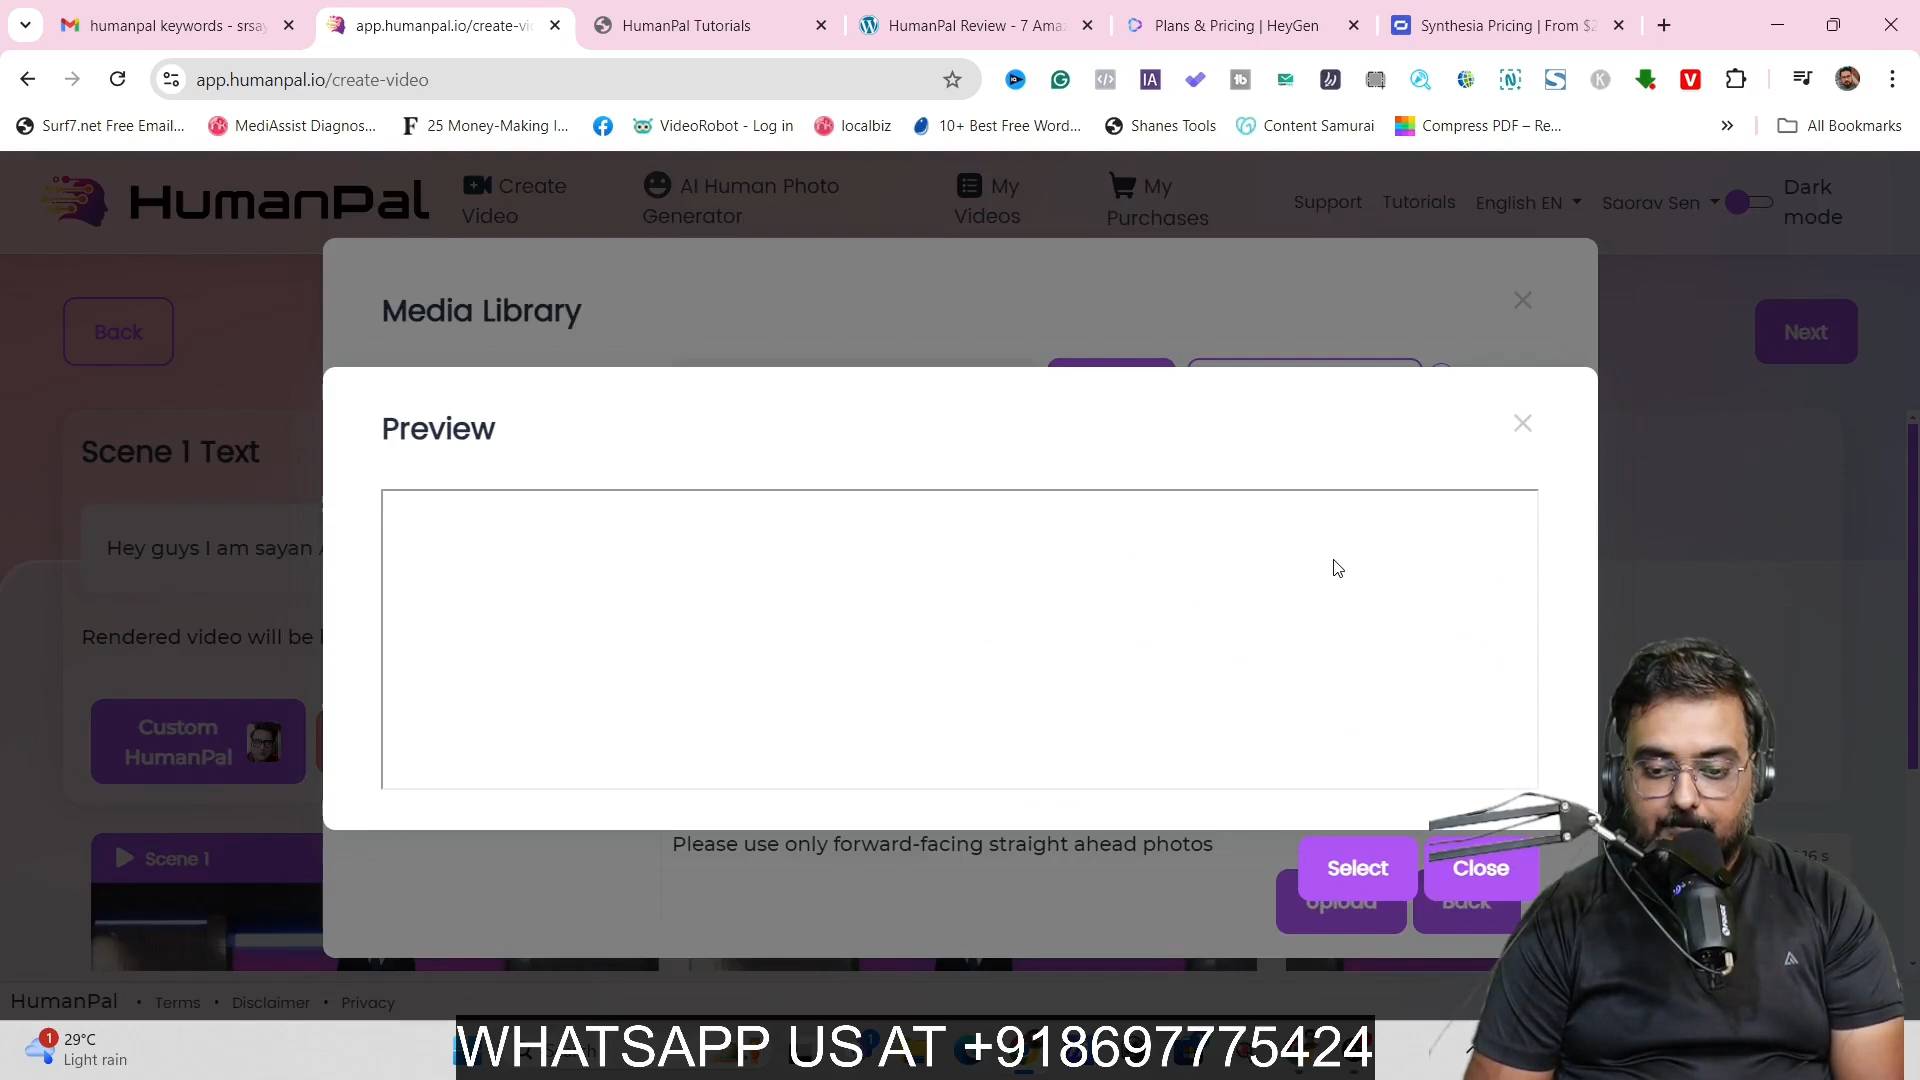 humanpal keywords - srsay
app.humanpal.io/create-vi
HumanPal Tutorials
HumanPal Review - 7 Amaz
Plans & Pricing | HeyGen
Synthesia Pricing | From $2
app.humanpal.io/create-video
Surf7.net Free Email...
MediAssist Diagnos...
25 Money-Making I...
VideoRobot - Log in
localbiz
10+ Best Free Word...
Shanes Tools
Content Samurai
Compress PDF – Re...
All Bookmarks
HumanPal
Create Video
AI Human Photo Generator
My Videos
My Purchases
Support
Tutorials
English EN
Saorav Sen
Dark mode
Back
Media Library
Next
Preview
Scene 1 Text
Hey guys I am sayan
Rendered video will be
Custom HumanPal
Scene 1
Please use only forward-facing straight ahead photos
Select
Close
Upload
Back
HumanPal • Terms • Disclaimer • Privacy
1
29°C
Light rain
WHATSAPP US AT +918697775424